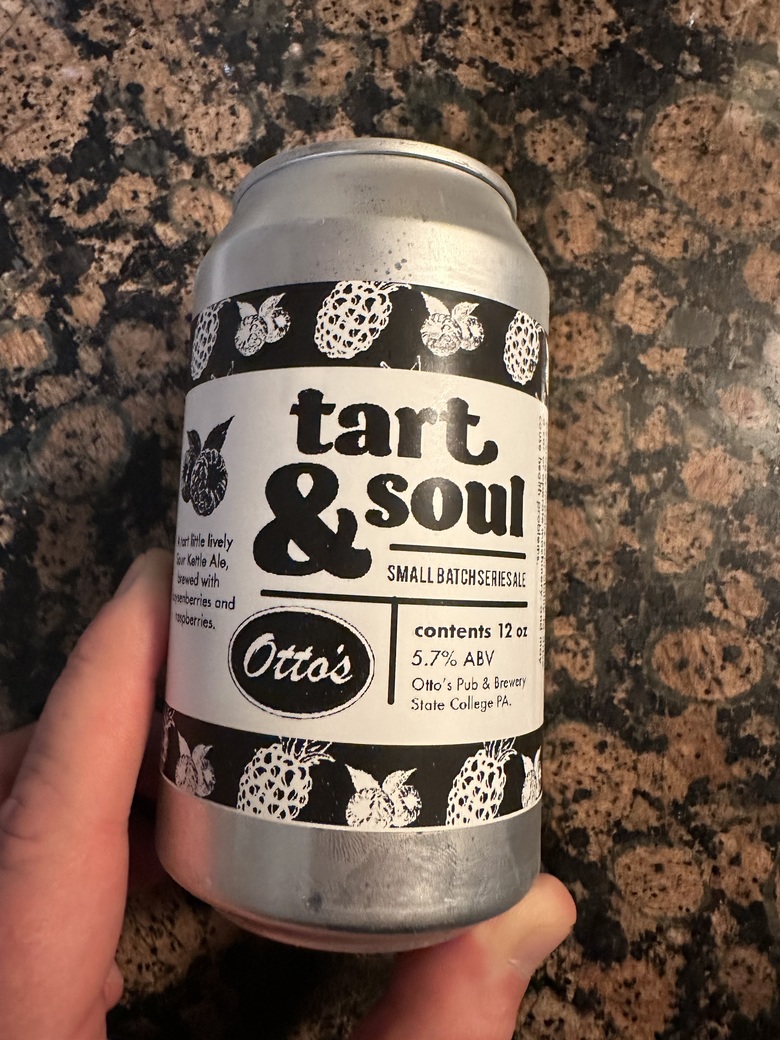 tart
& soul
SMALL BATCH SERIES ALE
A tart little lively
Sour Kettle Ale,
brewed with
and
raspberries.
Otto's
contents 12 oz
5.7% ABV
Otto's Pub & Brewery
State College PA.